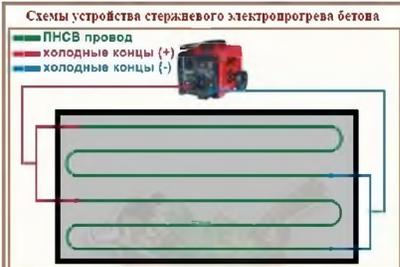 Схемы устройства стержневого электропрогрева бетона
ПНСВ провод
холодные концы (+)
холодные концы (-)